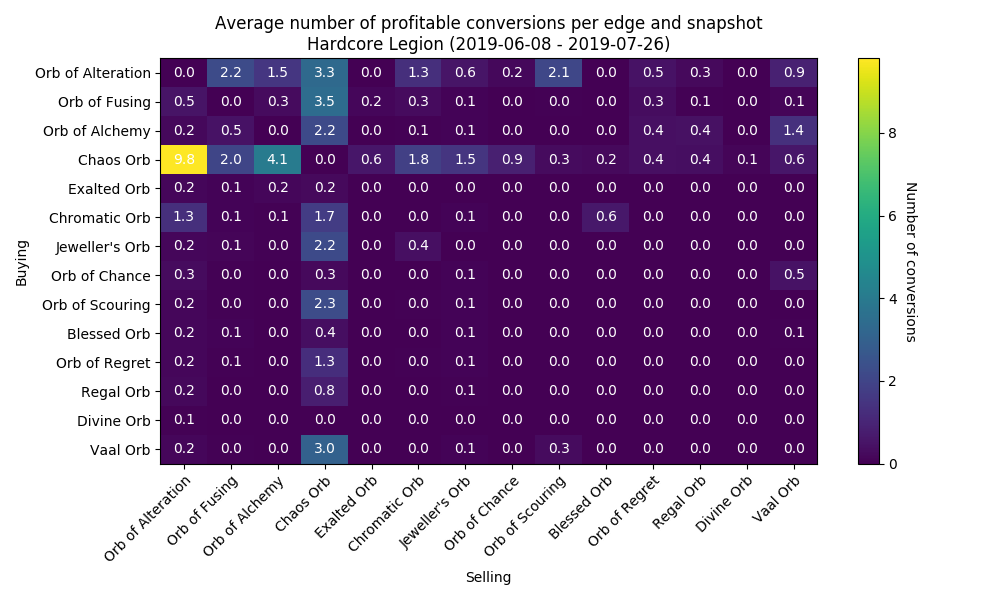 Average number of profitable conversions per edge and snapshot
Hardcore Legion (2019-06-08 - 2019-07-26)
Buying
Orb of Alteration 0.0 2.2 1.5 3.3 0.0 1.3 0.6 0.2 2.1 0.0 0.5 0.3 0.0 0.9
Orb of Fusing 0.5 0.0 0.3 3.5 0.2 0.3 0.1 0.0 0.0 0.0 0.3 0.1 0.0 0.1
Orb of Alchemy 0.2 0.5 0.0 2.2 0.0 0.1 0.1 0.0 0.0 0.0 0.4 0.4 0.0 1.4
Chaos Orb 9.8 2.0 4.1 0.0 0.6 1.8 1.5 0.9 0.3 0.2 0.4 0.4 0.1 0.6
Exalted Orb 0.2 0.1 0.2 0.2 0.0 0.0 0.0 0.0 0.0 0.0 0.0 0.0 0.0 0.0
Chromatic Orb 1.3 0.1 0.1 1.7 0.0 0.0 0.1 0.0 0.0 0.6 0.0 0.0 0.0 0.0
Jeweller's Orb 0.2 0.1 0.0 2.2 0.0 0.4 0.0 0.0 0.0 0.0 0.0 0.0 0.0 0.0
Orb of Chance 0.3 0.0 0.0 0.3 0.0 0.0 0.1 0.0 0.0 0.0 0.0 0.0 0.0 0.5
Orb of Scouring 0.2 0.0 0.0 2.3 0.0 0.0 0.1 0.0 0.0 0.0 0.0 0.0 0.0 0.0
Blessed Orb 0.2 0.1 0.0 0.4 0.0 0.0 0.1 0.0 0.0 0.0 0.0 0.0 0.0 0.1
Orb of Regret 0.2 0.1 0.0 1.3 0.0 0.0 0.1 0.0 0.0 0.0 0.0 0.0 0.0 0.0
Regal Orb 0.2 0.0 0.0 0.8 0.0 0.0 0.1 0.0 0.0 0.0 0.0 0.0 0.0 0.0
Divine Orb 0.1 0.0 0.0 0.0 0.0 0.0 0.0 0.0 0.0 0.0 0.0 0.0 0.0 0.0
Vaal Orb 0.2 0.0 0.0 3.0 0.0 0.0 0.1 0.0 0.3 0.0 0.0 0.0 0.0 0.0
Orb of Alteration
Orb of Fusing
Orb of Alchemy
Chaos Orb
Exalted Orb
Chromatic Orb
Jeweller's Orb
Orb of Chance
Orb of Scouring
Blessed Orb
Orb of Regret
Regal Orb
Divine Orb
Vaal Orb
Selling
8
6
4
2
0
Number of conversions